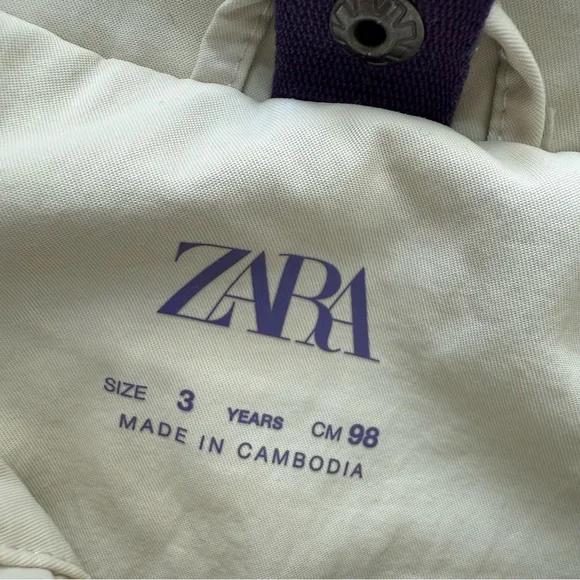 ZARA
SIZE 3 YEARS CM 98
MADE IN CAMBODIA